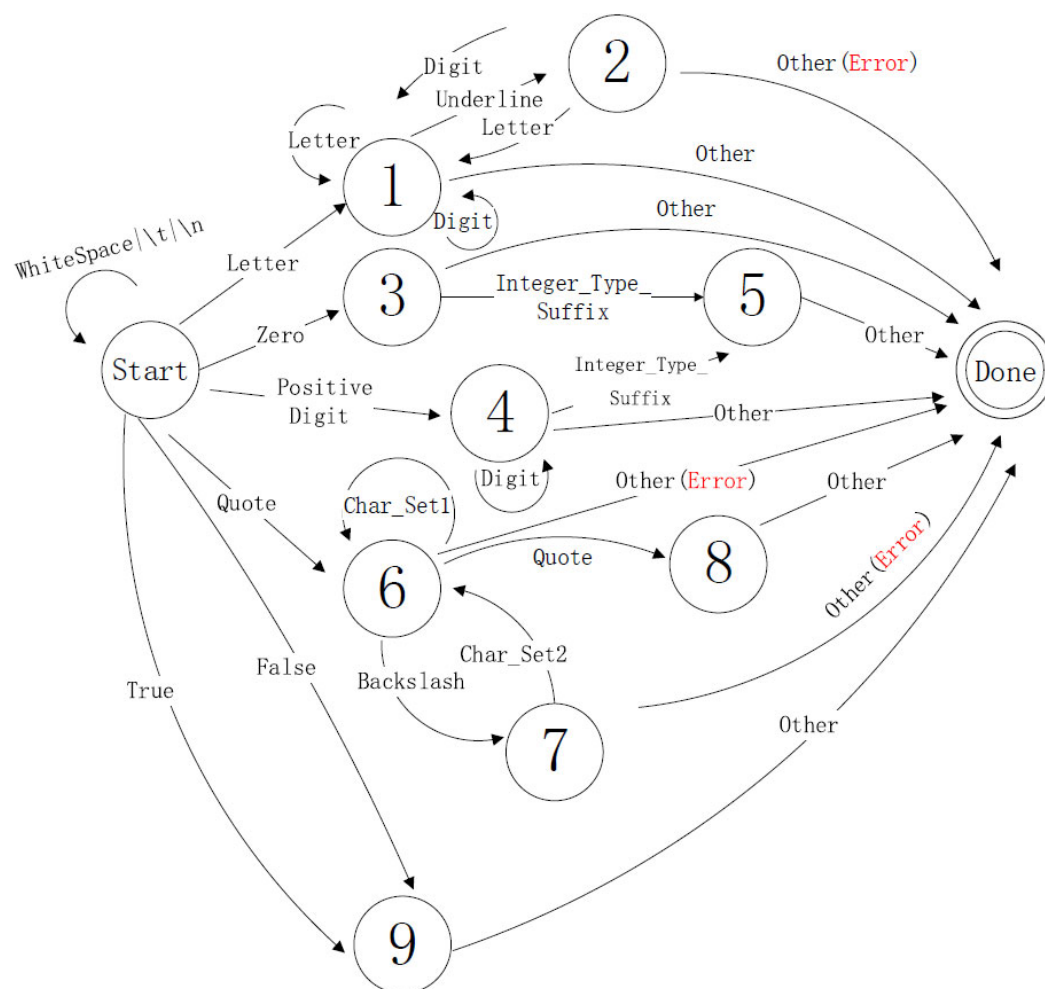 2
Other(Error)
Digit
Underline
Letter
Letter
1
Other
Digit
Other
WhiteSpace|\t|\n
Letter
3
Integer_Type_
Suffix
5
Zero
Other
Start
Done
Positive
Digit
4
Integer_Type_
Suffix
Other
Digit
Quote
Char_Set1
Other(Error)
Other
6
Quote
8
Other(Error)
False
Char_Set2
Backslash
True
7
Other
9